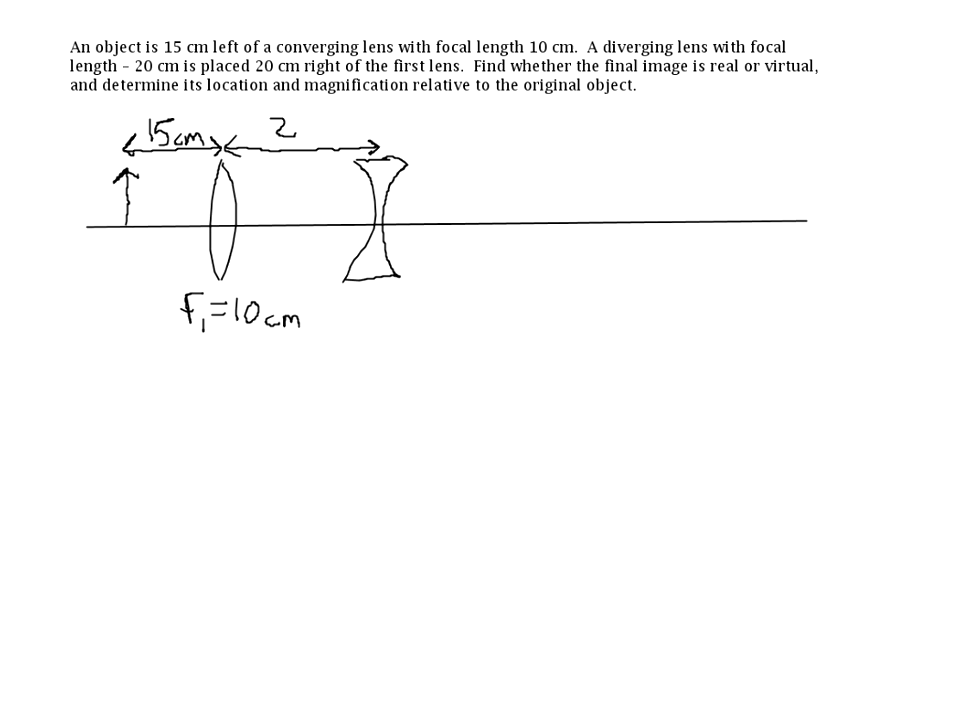 An object is 15 cm left of a converging lens with focal length 10 cm.  A diverging lens with focal
length – 20 cm is placed 20 cm right of the first lens.  Find whether the final image is real or virtual,
and determine its location and magnification relative to the original object.
15cm 2
f₁=10cm